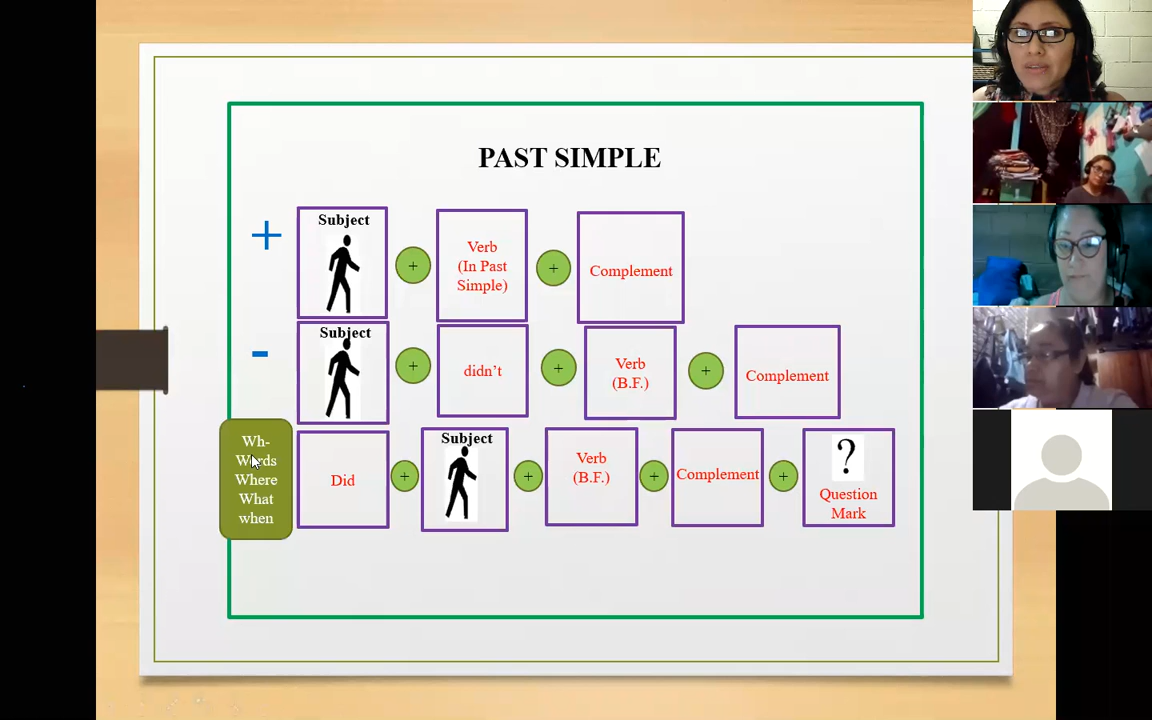 PAST SIMPLE
+
Subject
+
Verb
(In Past
Simple)
+
Complement
-
Subject
+
didn't
+
Verb
(B.F.)
+
Complement
Wh-
Words
Where
What
when
Did
+
Subject
+
Verb
(B.F.)
+
Complement
+
?
Question
Mark